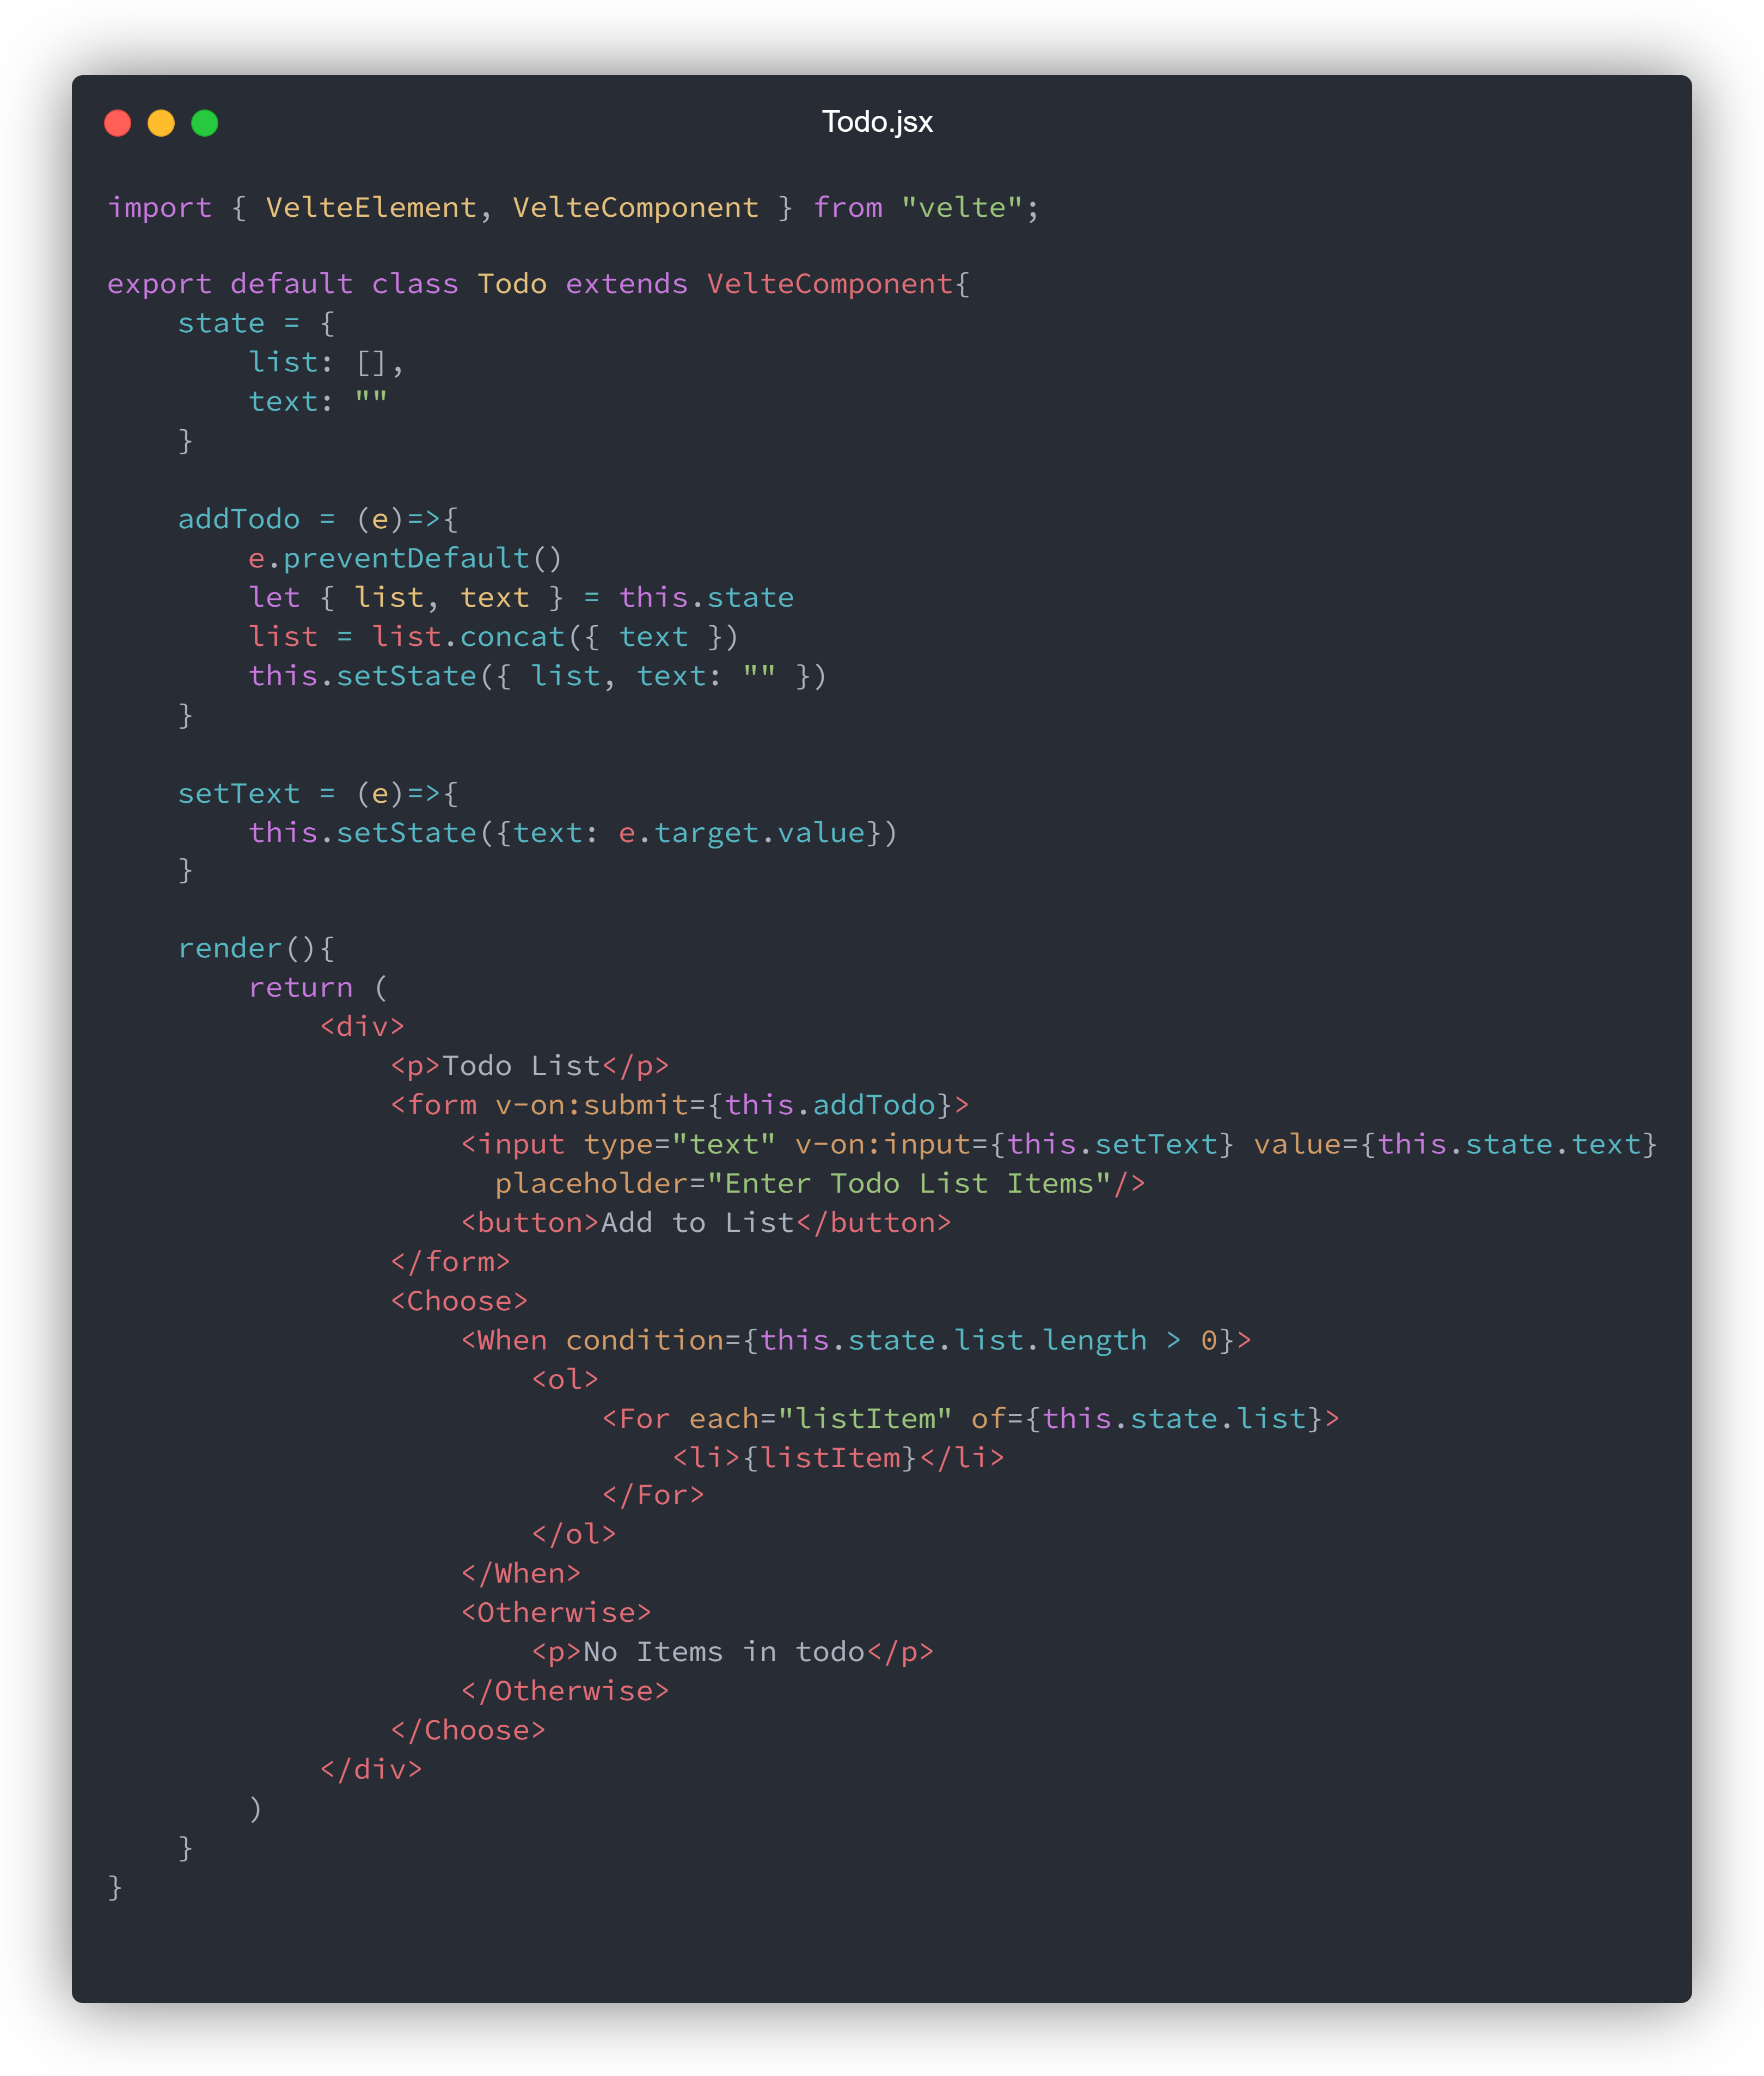 Todo.jsx
import { VelteElement, VelteComponent } from "velte";
export default class Todo extends VelteComponent{
    state = {
        list: [],
        text: ""
    }
    addTodo = (e)=>{
        e.preventDefault()
        let { list, text } = this.state
        list = list.concat({ text })
        this.setState({ list, text: "" })
    }
    setText = (e)=>{
        this.setState({text: e.target.value})
    }
    render(){
        return (
            <div>
                <p>Todo List</p>
                <form v-on:submit={this.addTodo}>
                    <input type="text" v-on:input={this.setText} value={this.state.text}
                      placeholder="Enter Todo List Items"/>
                    <button>Add to List</button>
                </form>
                <Choose>
                    <When condition={this.state.list.length > 0}>
                        <ol>
                            <For each="listItem" of={this.state.list}>
                                <li>{listItem}</li>
                            </For>
                        </ol>
                    </When>
                    <Otherwise>
                        <p>No Items in todo</p>
                    </Otherwise>
                </Choose>
            </div>
        )
    }
}